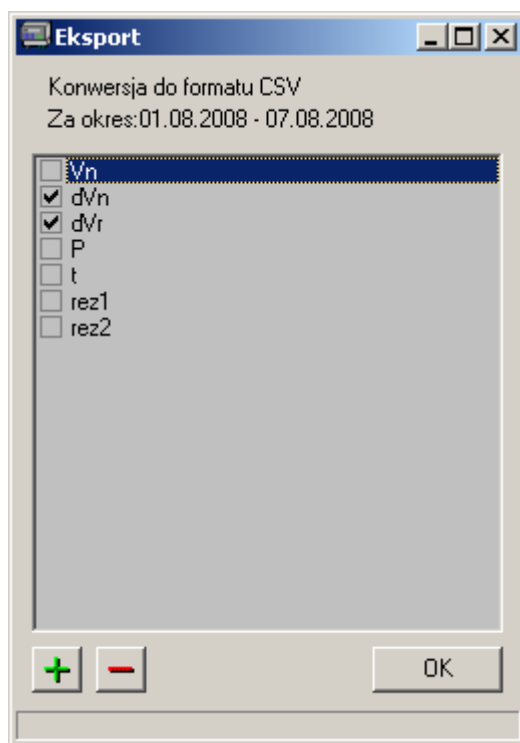 Eksport
Konwersja do formatu CSV
Za okres:01.08.2008 - 07.08.2008
Vn
dVn
dVr
P
t
rez1
rez2
OK